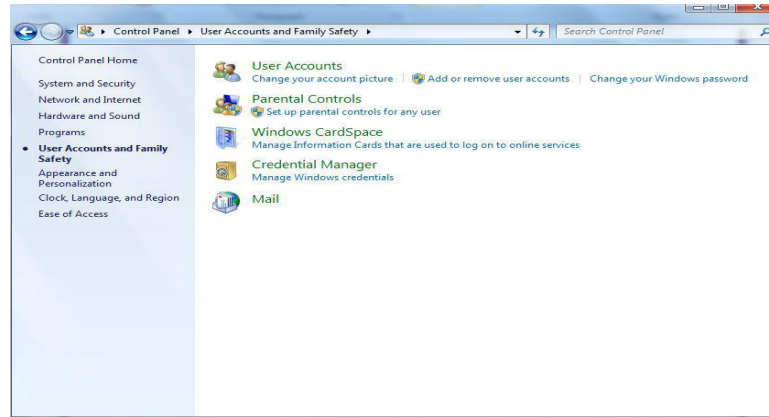 Control Panel ▸ User Accounts and Family Safety ▸
Search Control Panel
Control Panel Home
System and Security
Network and Internet
Hardware and Sound
Programs
User Accounts and Family
Safety
Appearance and
Personalization
Clock, Language, and Region
Ease of Access
User Accounts
Change your account picture | Add or remove user accounts | Change your Windows password
Parental Controls
Set up parental controls for any user
Windows CardSpace
Manage Information Cards that are used to log on to online services
Credential Manager
Manage Windows credentials
Mail